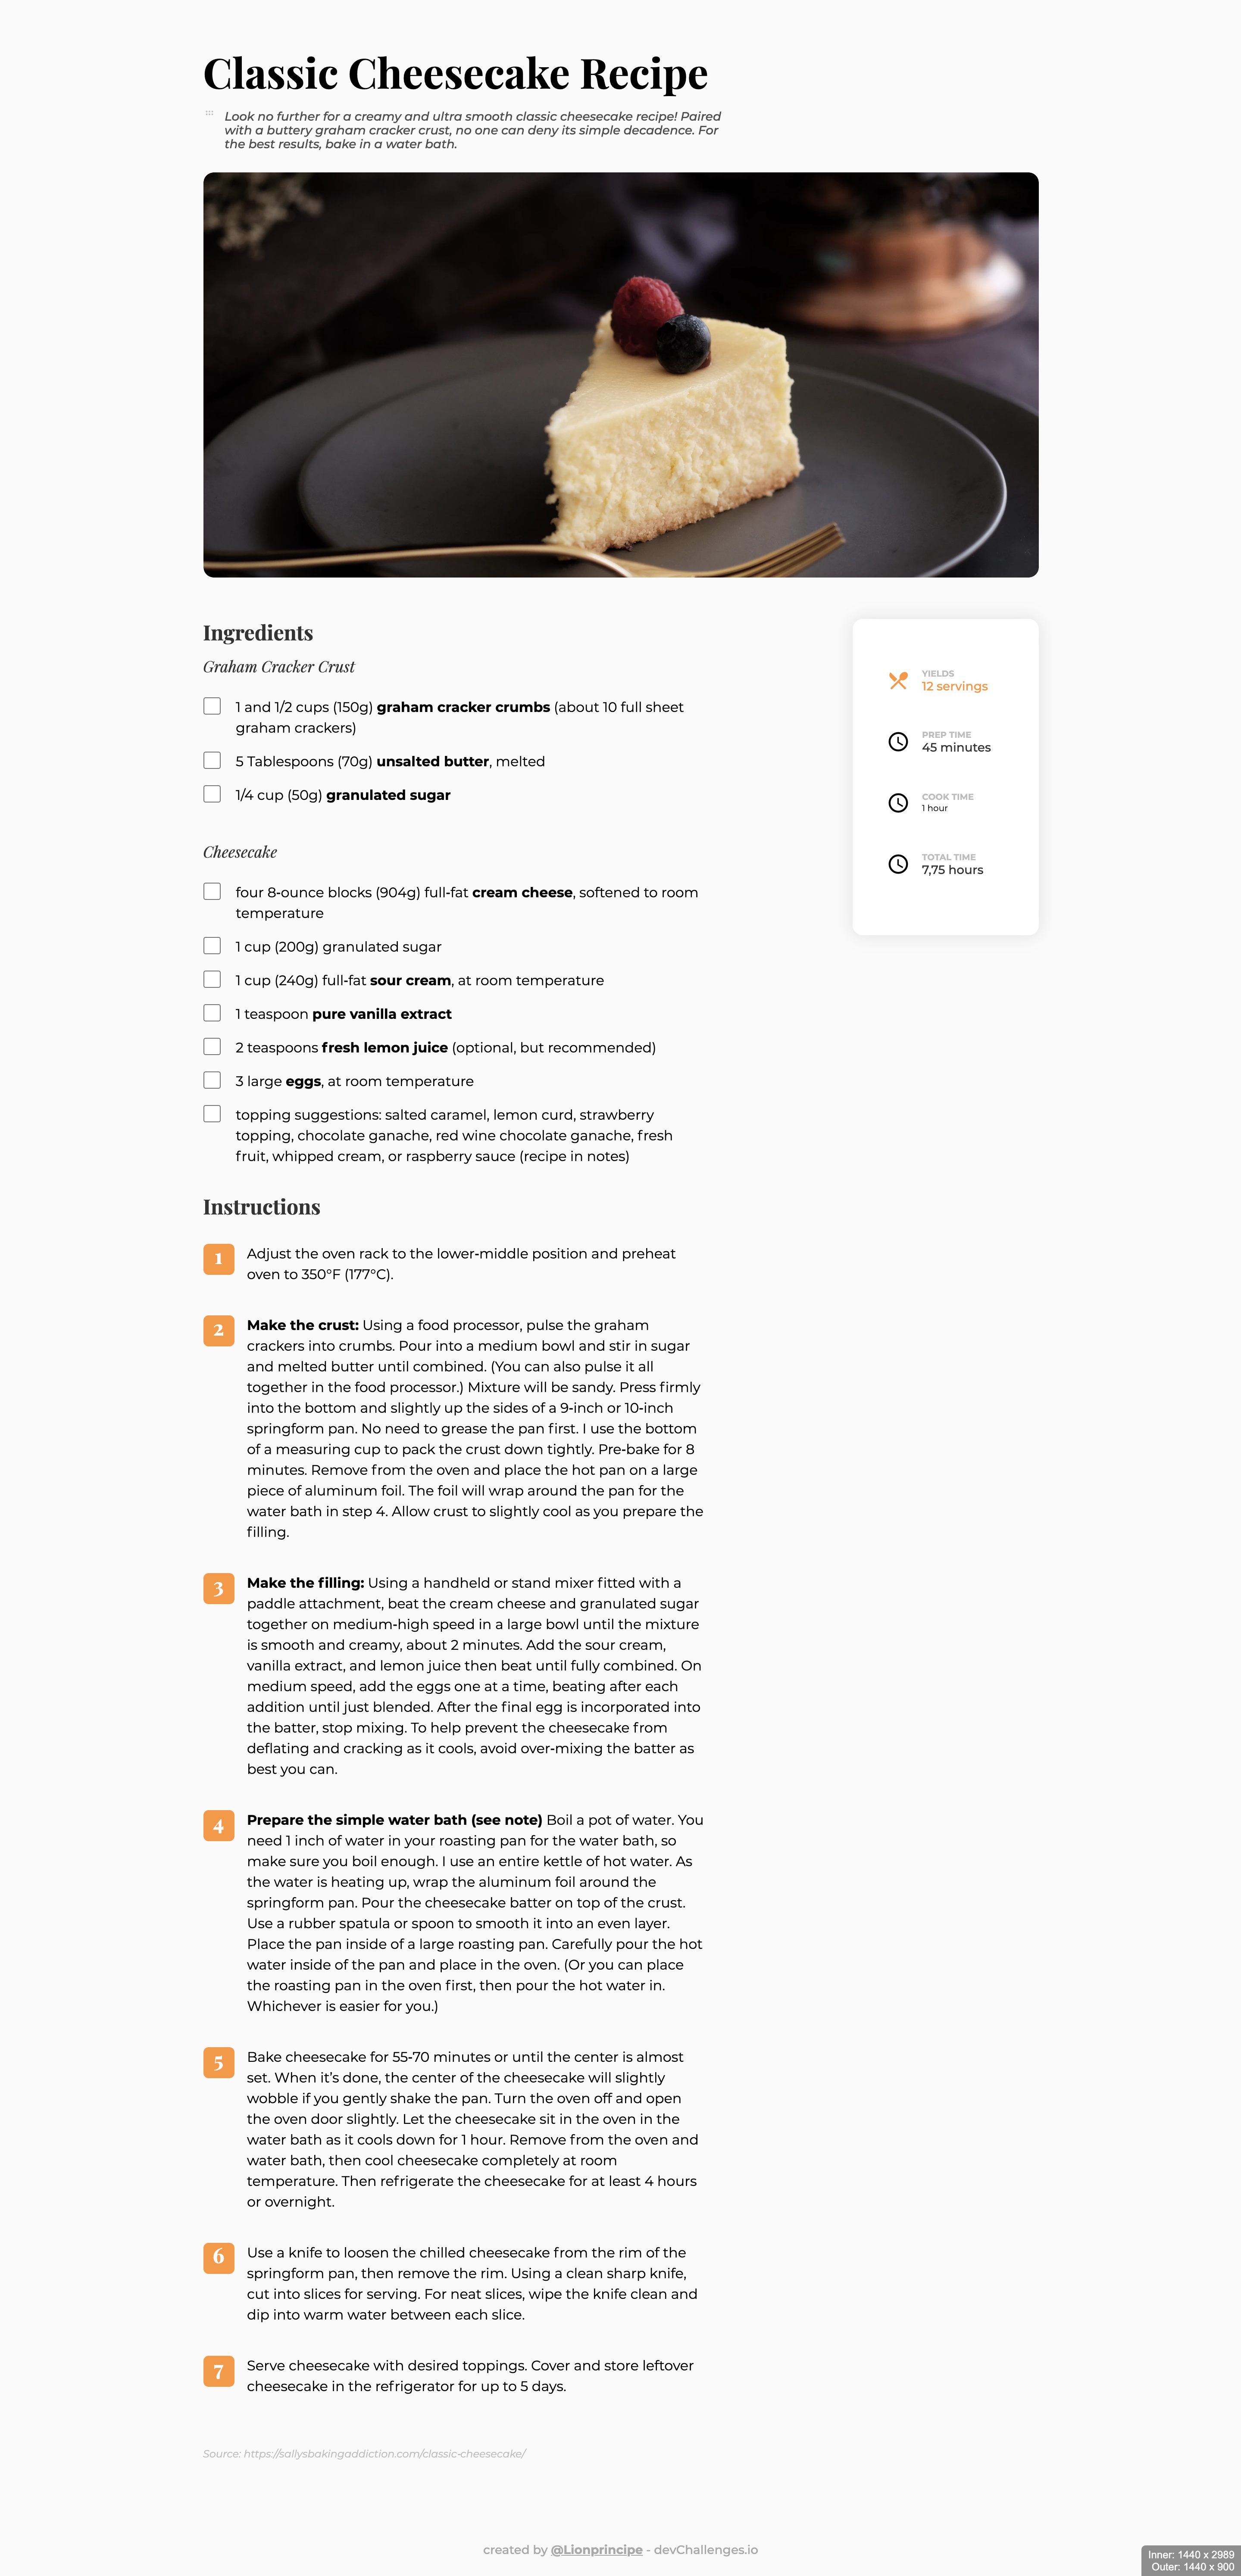 Classic Cheesecake Recipe
Look no further for a creamy and ultra smooth classic cheesecake recipe! Paired
with a buttery graham cracker crust, no one can deny its simple decadence. For
the best results, bake in a water bath.
Ingredients
Graham Cracker Crust
1 and 1/2 cups (150g) graham cracker crumbs (about 10 full sheet
graham crackers)
5 Tablespoons (70g) unsalted butter, melted
1/4 cup (50g) granulated sugar
Cheesecake
four 8-ounce blocks (904g) full-fat cream cheese, softened to room
temperature
1 cup (200g) granulated sugar
1 cup (240g) full-fat sour cream, at room temperature
1 teaspoon pure vanilla extract
2 teaspoons fresh lemon juice (optional, but recommended)
3 large eggs, at room temperature
topping suggestions: salted caramel, lemon curd, strawberry
topping, chocolate ganache, red wine chocolate ganache, fresh
fruit, whipped cream, or raspberry sauce (recipe in notes)
YIELDS
12 servings
PREP TIME
45 minutes
COOK TIME
1 hour
TOTAL TIME
7,75 hours
Instructions
1 Adjust the oven rack to the lower-middle position and preheat
oven to 350°F (177°C).
2 Make the crust: Using a food processor, pulse the graham
crackers into crumbs. Pour into a medium bowl and stir in sugar
and melted butter until combined. (You can also pulse it all
together in the food processor.) Mixture will be sandy. Press firmly
into the bottom and slightly up the sides of a 9-inch or 10-inch
springform pan. No need to grease the pan first. I use the bottom
of a measuring cup to pack the crust down tightly. Pre-bake for 8
minutes. Remove from the oven and place the hot pan on a large
piece of aluminum foil. The foil will wrap around the pan for the
water bath in step 4. Allow crust to slightly cool as you prepare the
filling.
3 Make the filling: Using a handheld or stand mixer fitted with a
paddle attachment, beat the cream cheese and granulated sugar
together on medium-high speed in a large bowl until the mixture
is smooth and creamy, about 2 minutes. Add the sour cream,
vanilla extract, and lemon juice then beat until fully combined. On
medium speed, add the eggs one at a time, beating after each
addition until just blended. After the final egg is incorporated into
the batter, stop mixing. To help prevent the cheesecake from
deflating and cracking as it cools, avoid over-mixing the batter as
best you can.
4 Prepare the simple water bath (see note) Boil a pot of water. You
need 1 inch of water in your roasting pan for the water bath, so
make sure you boil enough. I use an entire kettle of hot water. As
the water is heating up, wrap the aluminum foil around the
springform pan. Pour the cheesecake batter on top of the crust.
Use a rubber spatula or spoon to smooth it into an even layer.
Place the pan inside of a large roasting pan. Carefully pour the hot
water inside of the pan and place in the oven. (Or you can place
the roasting pan in the oven first, then pour the hot water in.
Whichever is easier for you.)
5 Bake cheesecake for 55-70 minutes or until the center is almost
set. When it’s done, the center of the cheesecake will slightly
wobble if you gently shake the pan. Turn the oven off and open
the oven door slightly. Let the cheesecake sit in the oven in the
water bath as it cools down for 1 hour. Remove from the oven and
water bath, then cool cheesecake completely at room
temperature. Then refrigerate the cheesecake for at least 4 hours
or overnight.
6 Use a knife to loosen the chilled cheesecake from the rim of the
springform pan, then remove the rim. Using a clean sharp knife,
cut into slices for serving. For neat slices, wipe the knife clean and
dip into warm water between each slice.
7 Serve cheesecake with desired toppings. Cover and store leftover
cheesecake in the refrigerator for up to 5 days.
Source: https://sallysbakingaddiction.com/classic-cheesecake/
created by @Lionprincipe - devChallenges.io
Inner: 1440 x 2989
Outer: 1440 x 900